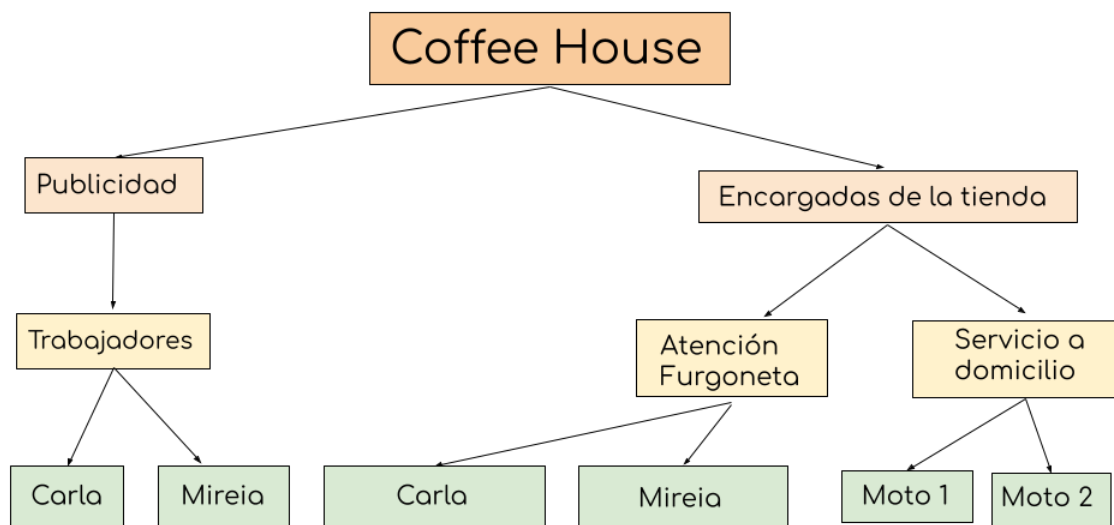 Coffee House
Publicidad
Encargadas de la tienda
Trabajadores
Atención
Furgoneta
Servicio a
domicilio
Carla
Mireia
Carla
Mireia
Moto 1
Moto 2